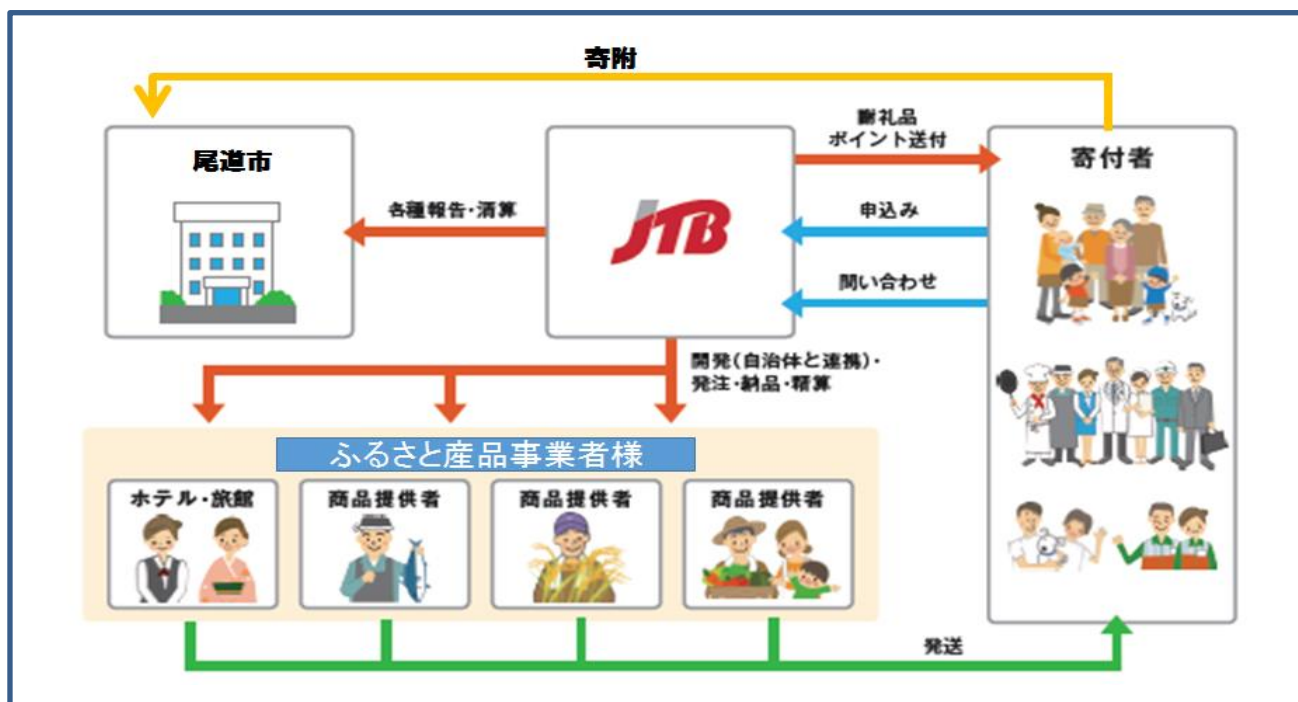 寄附
謝礼品
ポイント送付
尾道市
寄付者
各種報告・清算
JTB
申込み
問い合わせ
開発(自治体と連携)・
発注・納品・精算
ふるさと産品事業者様
ホテル・旅館
商品提供者
商品提供者
商品提供者
発送